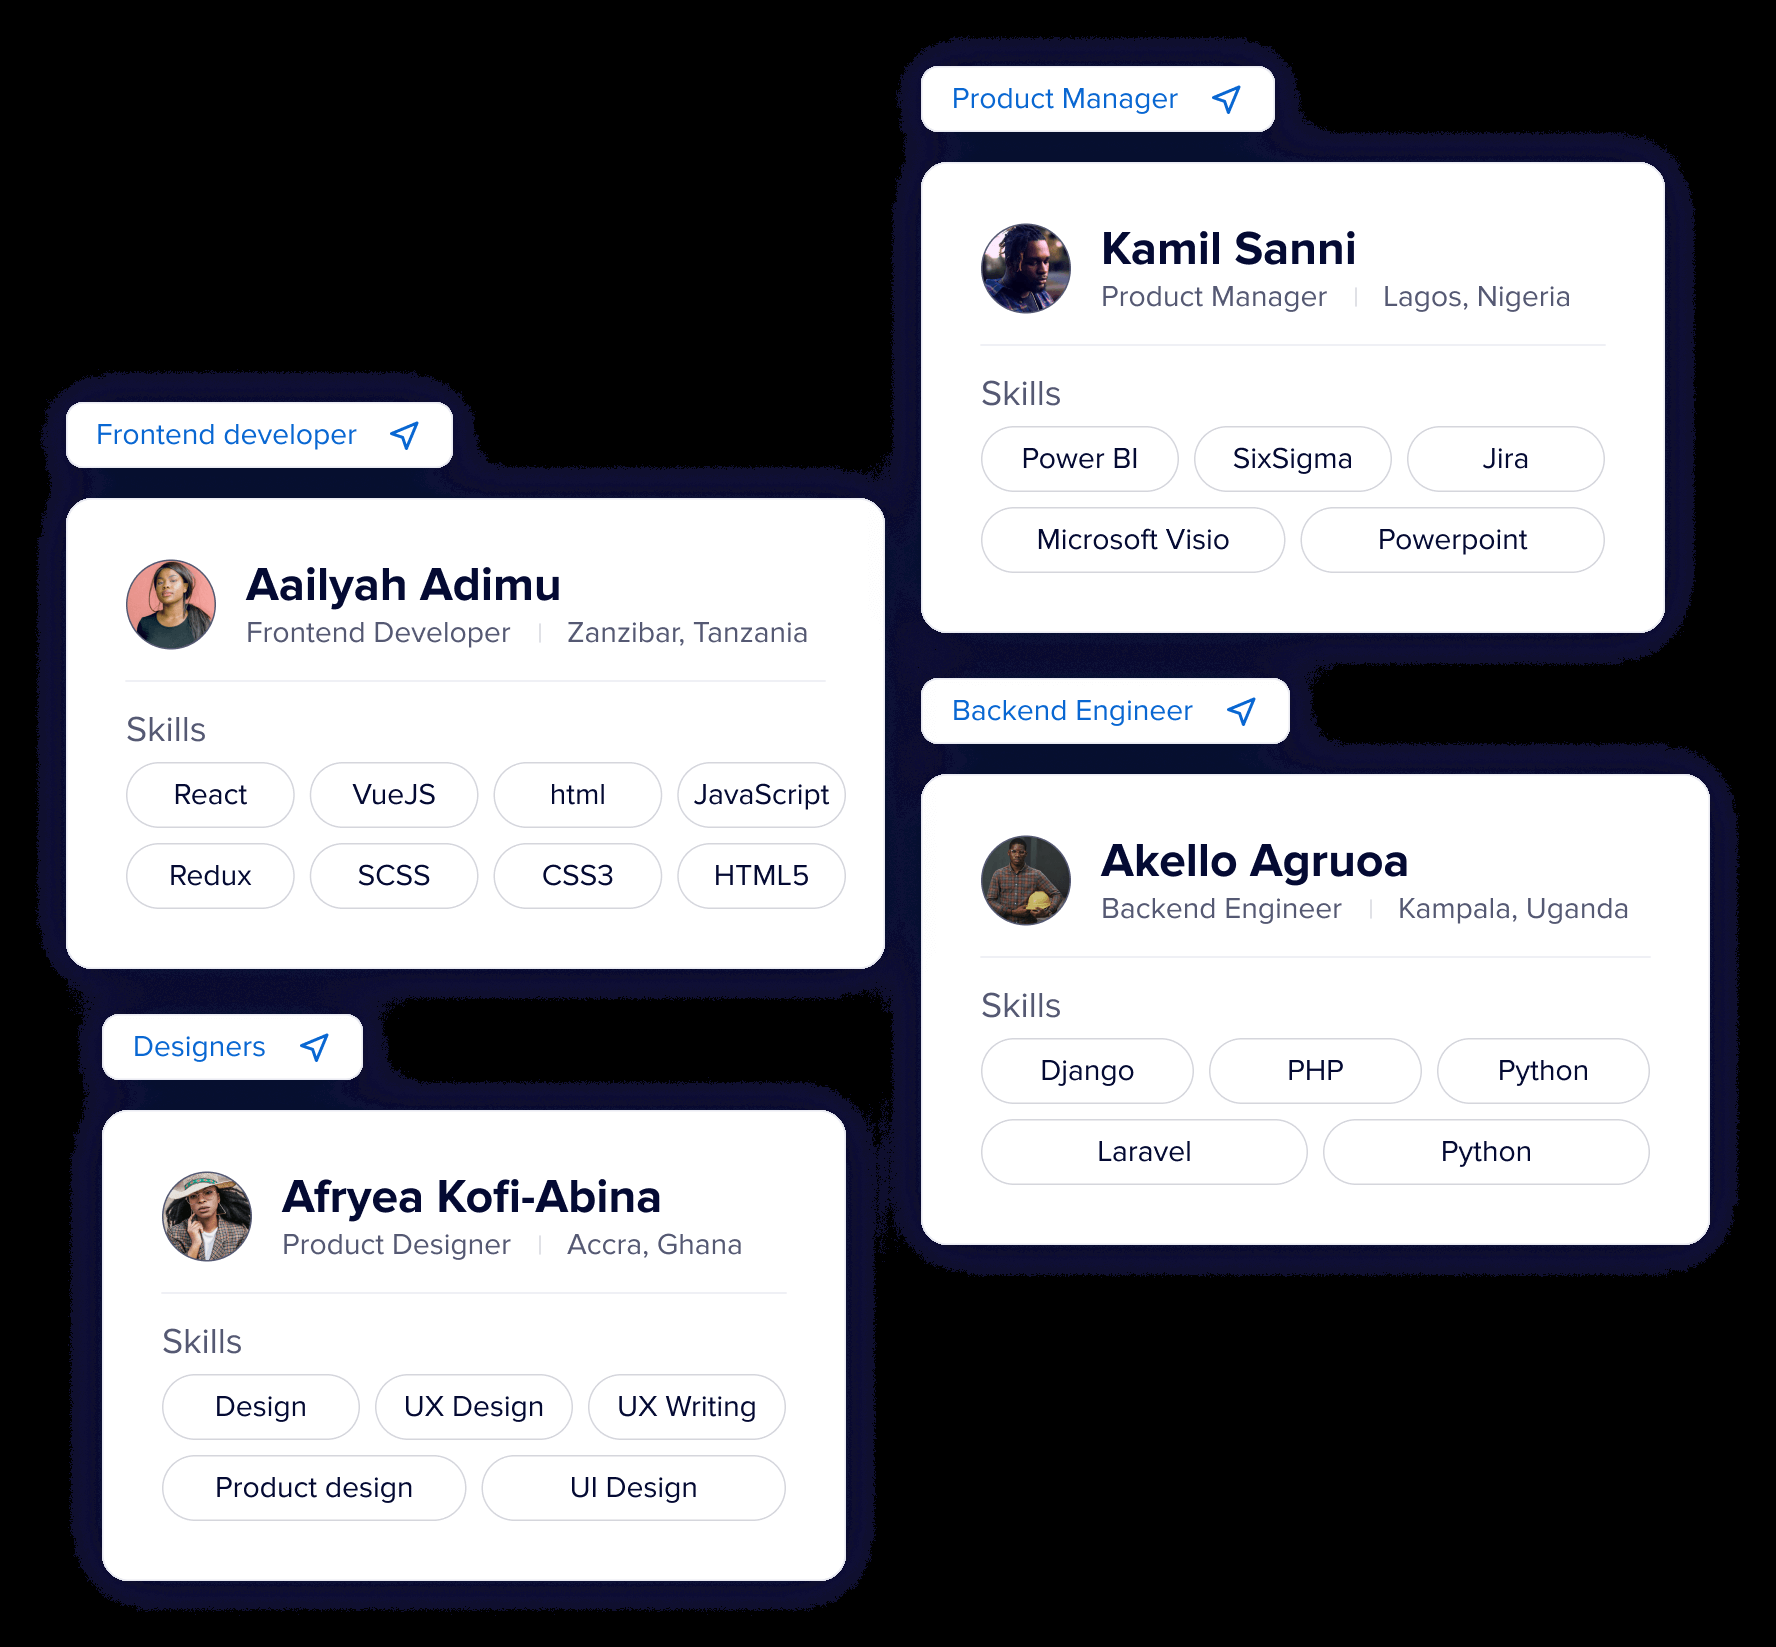 Product Manager
Kamil Sanni
Product Manager | Lagos, Nigeria
Skills
Power BI SixSigma Jira
Microsoft Visio Powerpoint
Frontend developer
Aailyah Adimu
Frontend Developer | Zanzibar, Tanzania
Skills
React VueJS html JavaScript
Redux SCSS CSS3 HTML5
Backend Engineer
Akello Agruoa
Backend Engineer | Kampala, Uganda
Skills
Django PHP Python
Laravel Python
Designers
Afryea Kofi-Abina
Product Designer | Accra, Ghana
Skills
Design UX Design UX Writing
Product design UI Design